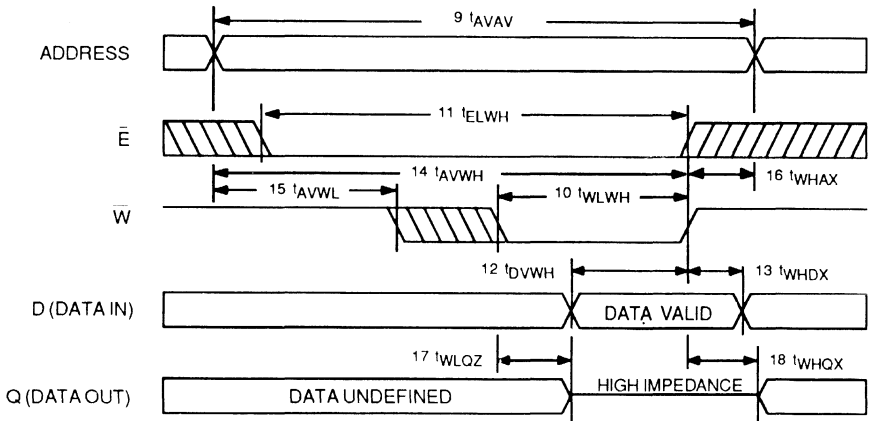 9 tAVAV
ADDRESS
11 tELWH
E̅
14 tAVWH
16 tWHAX
15 tAVWL
10 tWLWH
W̅
12 tDVWH
13 tWHDX
D (DATA IN)
DATA VALID
17 tWLQZ
18 tWHQX
Q (DATA OUT)
DATA UNDEFINED
HIGH IMPEDANCE